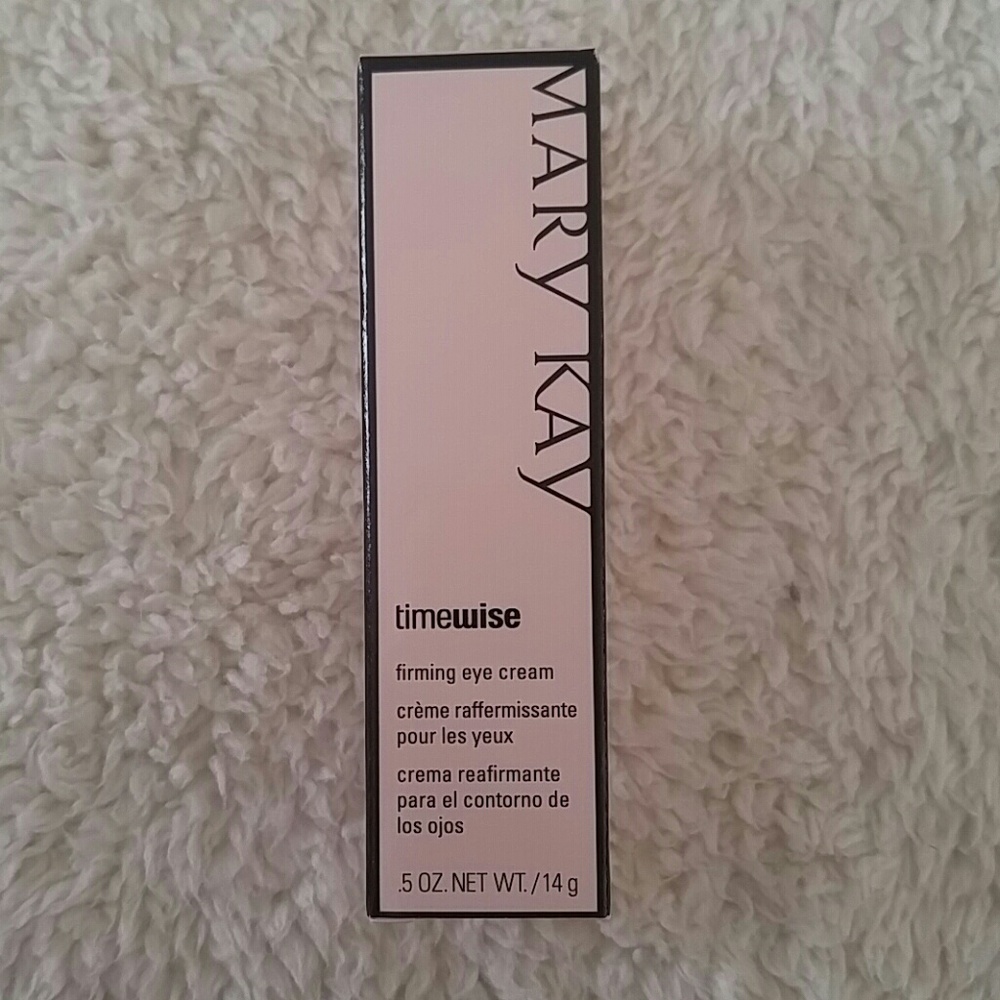 MARY KAY
timewise
firming eye cream
crème raffermissante
pour les yeux
crema reafirmante
para el contorno de
los ojos
.5 OZ. NET WT. / 14 g